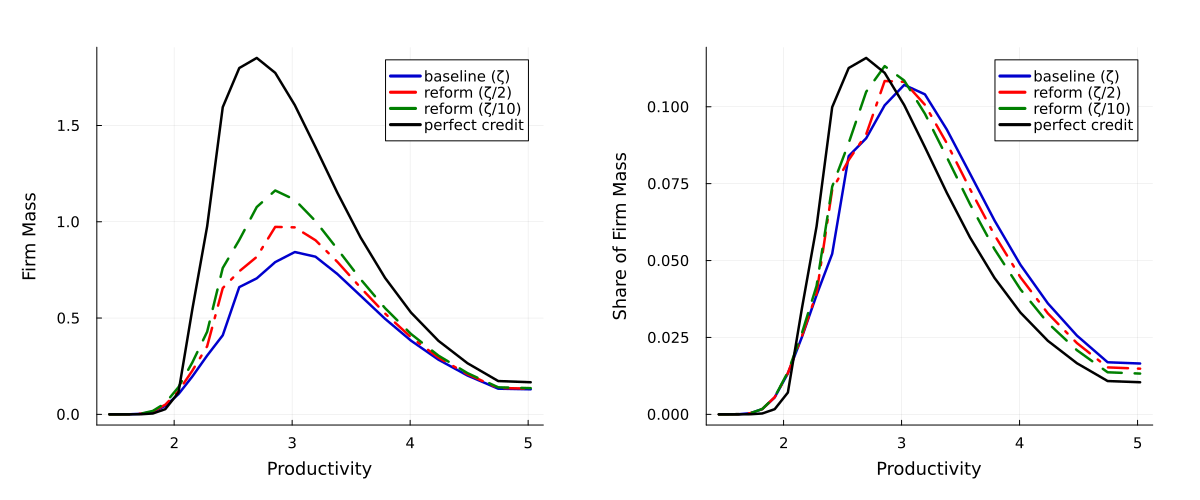 Firm Mass
1.5
1.0
0.5
0.0
baseline (ζ)
reform (ζ/2)
reform (ζ/10)
perfect credit
2 3 4 5
Productivity
Share of Firm Mass
0.100
0.075
0.050
0.025
0.000
baseline (ζ)
reform (ζ/2)
reform (ζ/10)
perfect credit
2 3 4 5
Productivity